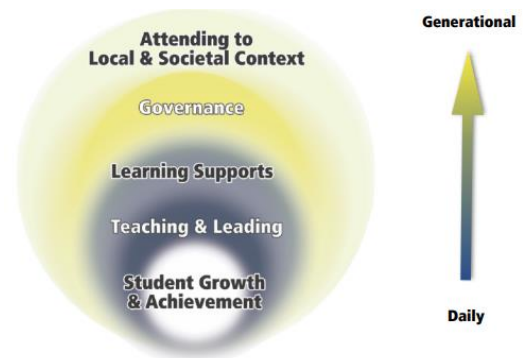 Generational
Attending to
Local & Societal Context
Governance
Learning Supports
Teaching & Leading
Student Growth
& Achievement
Daily